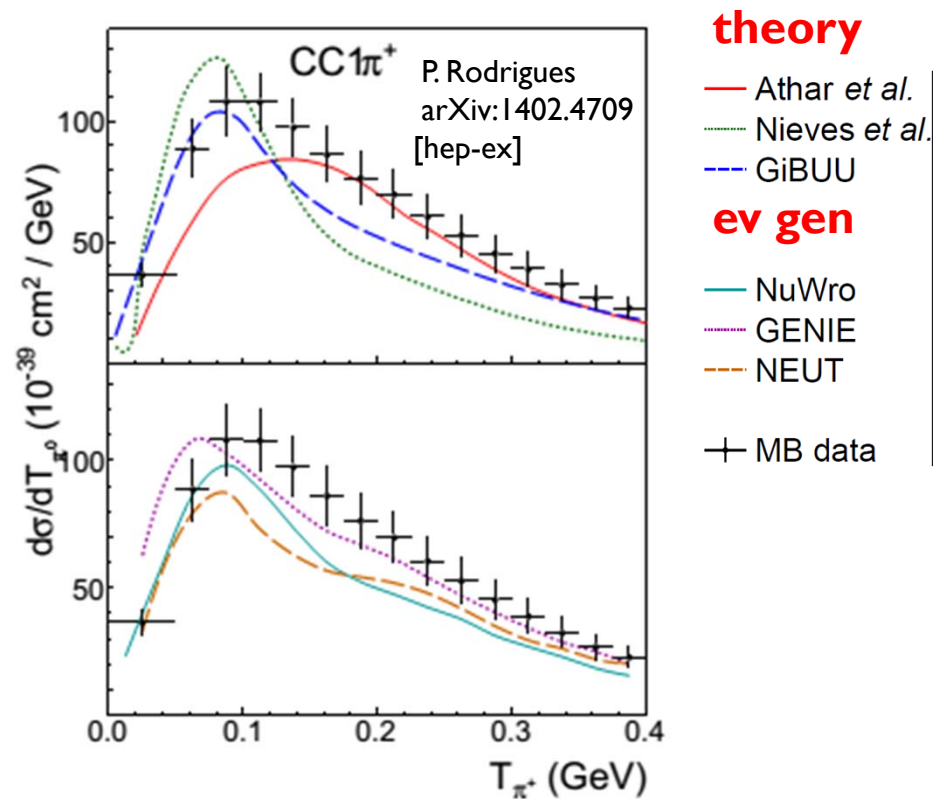 CC1π⁺
P. Rodrigues
arXiv:1402.4709
[hep-ex]
100
50
100
50
0.0 0.1 0.2 0.3 0.4
dσ/dT_π⁰ (10⁻³⁹ cm² / GeV)
T_π⁺ (GeV)
theory
Athar et al.
Nieves et al.
GiBUU
ev gen
NuWro
GENIE
NEUT
MB data